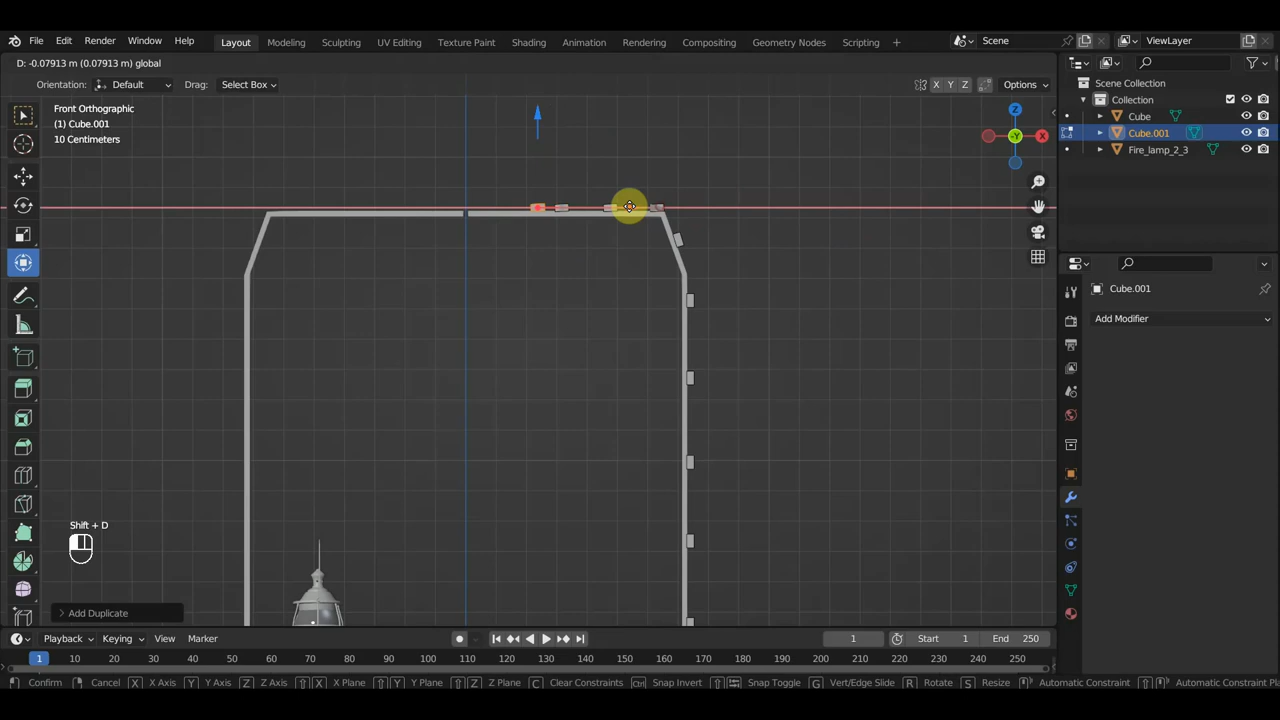 File Edit Render Window Help Layout Modeling Sculpting UV Editing Texture Paint Shading Animation Rendering Compositing Geometry Nodes Scripting + Scene ViewLayer
D: -0.07913 m (0.07913 m) global
Orientation: Default Drag: Select Box X Y Z Options
Front Orthographic
(1) Cube.001
10 Centimeters
Z
X
-Y
Scene Collection
Collection
Cube
Cube.001
Fire_lamp_2_3
Cube.001
Add Modifier
Shift + D
Add Duplicate
Playback Keying View Marker 1 Start 1 End 250
1 10 20 30 40 50 60 70 80 90 100 110 120 130 140 150 160 170 180 190 200 210 220 230 240 250
Confirm Cancel X X Axis Y Y Axis Z Z Axis X X Plane Y Y Plane Z Z Plane C Clear Constraints Ctrl Snap Invert Snap Toggle G Vert/Edge Slide R Rotate S Resize Automatic Constraint Automatic Constraint Pla